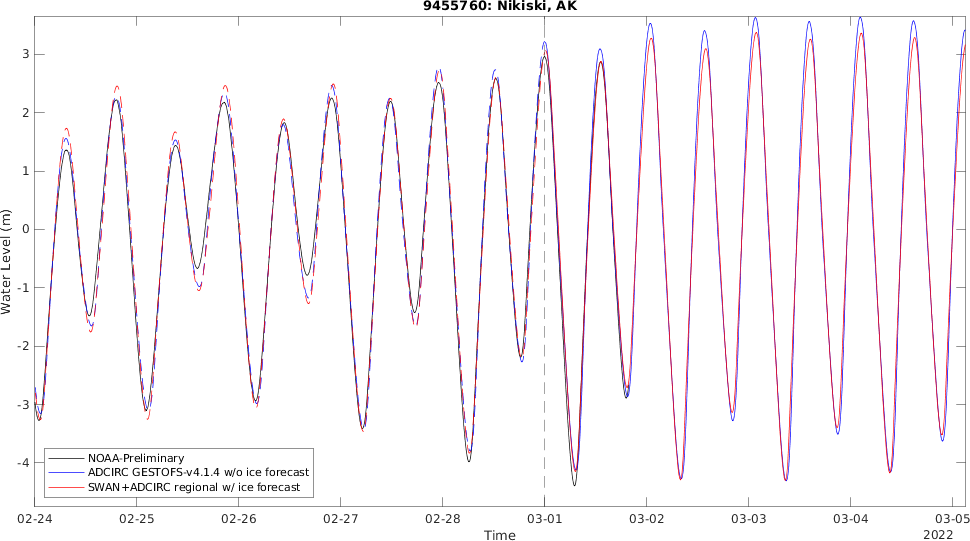 9455760: Nikiski, AK
Water Level (m)
3
2
1
0
-1
-2
-3
-4
NOAA-Preliminary
ADCIRC GESTOFS-v4.1.4 w/o ice forecast
SWAN+ADCIRC regional w/ ice forecast
02-24 02-25 02-26 02-27 02-28 03-01 03-02 03-03 03-04 03-05
Time
2022